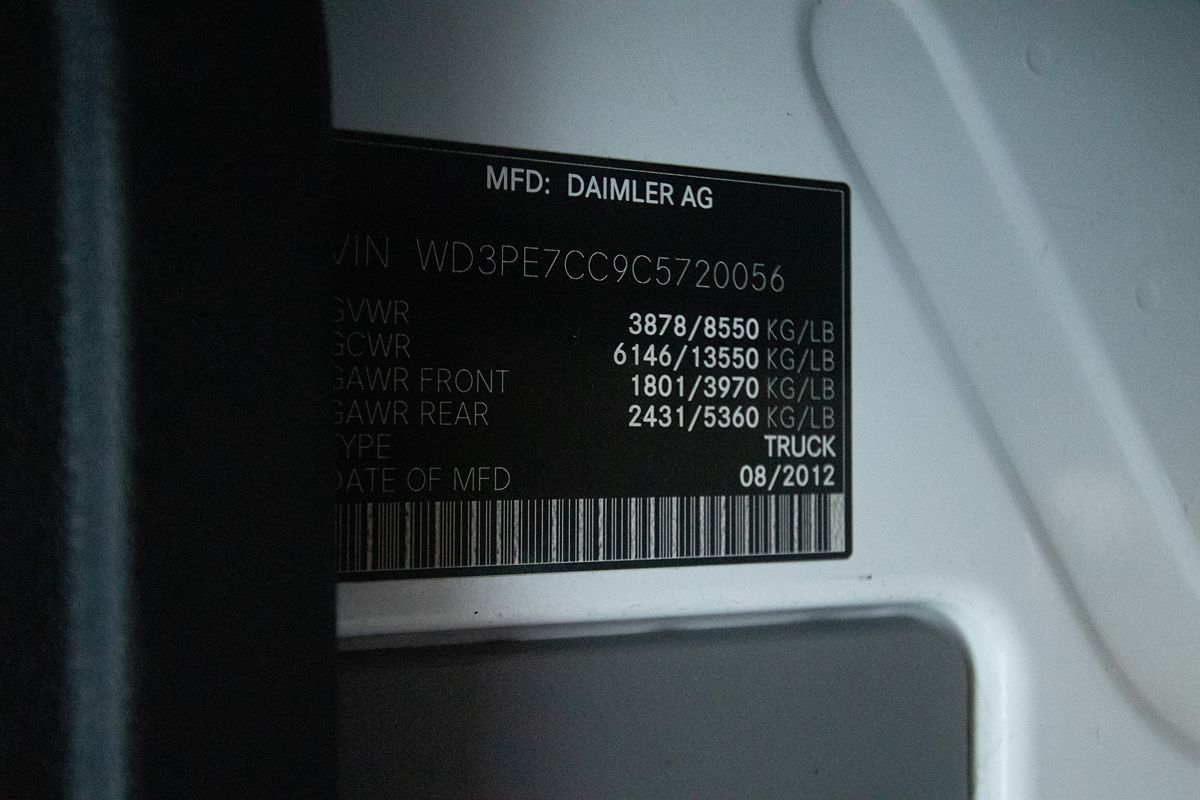 MFD: DAIMLER AG
VIN WD3PE7CC9C5720056
GVWR 3878/8550 KG/LB
GCWR 6146/13550 KG/LB
GAWR FRONT 1801/3970 KG/LB
GAWR REAR 2431/5360 KG/LB
TYPE TRUCK
DATE OF MFD 08/2012